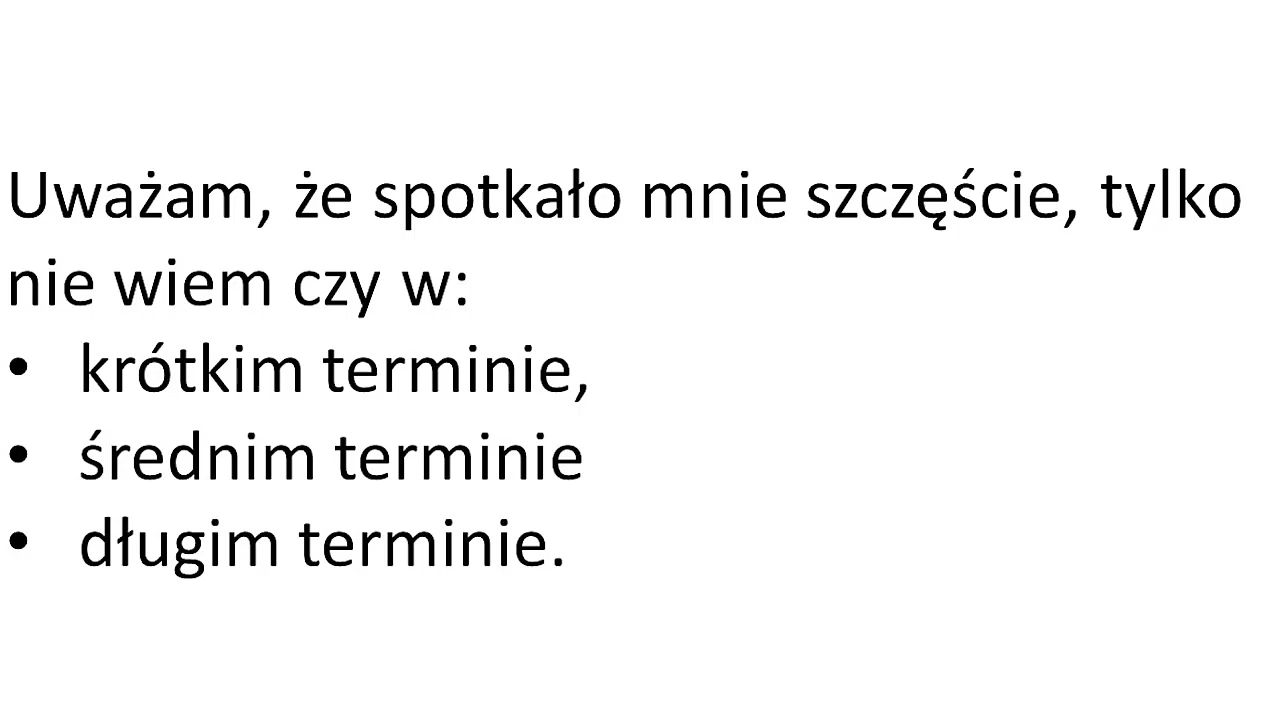 Uważam, że spotkało mnie szczęście, tylko
nie wiem czy w:
• krótkim terminie,
• średnim terminie
• długim terminie.